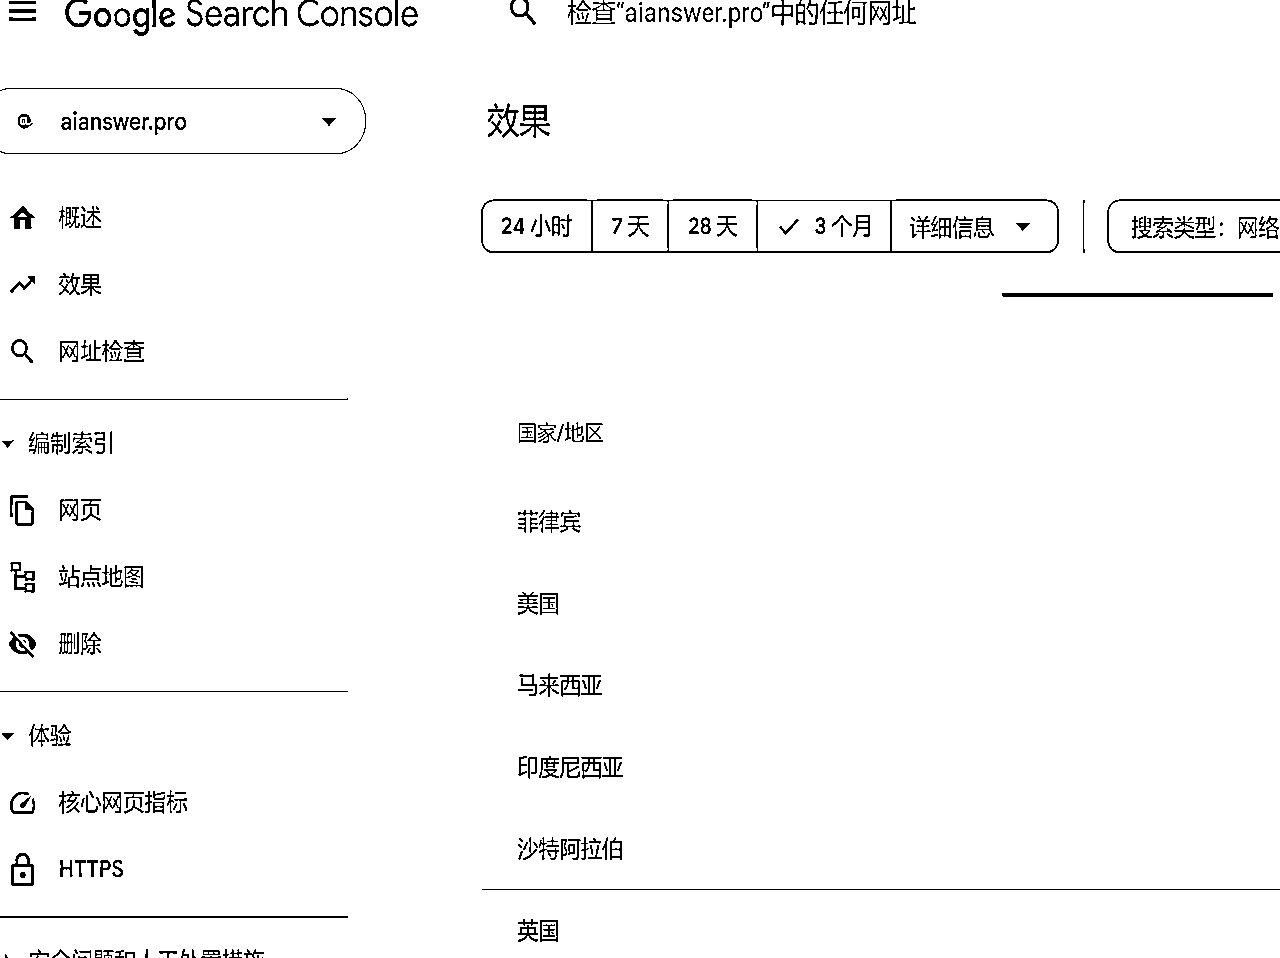 Google Search Console
检查“aianswer.pro”中的任何网址
aianswer.pro
效果
概述
效果
网址检查
编制索引
网页
站点地图
删除
体验
核心网页指标
HTTPS
24 小时
7 天
28 天
3 个月
详细信息
搜索类型：网络
国家/地区
菲律宾
美国
马来西亚
印度尼西亚
沙特阿拉伯
英国